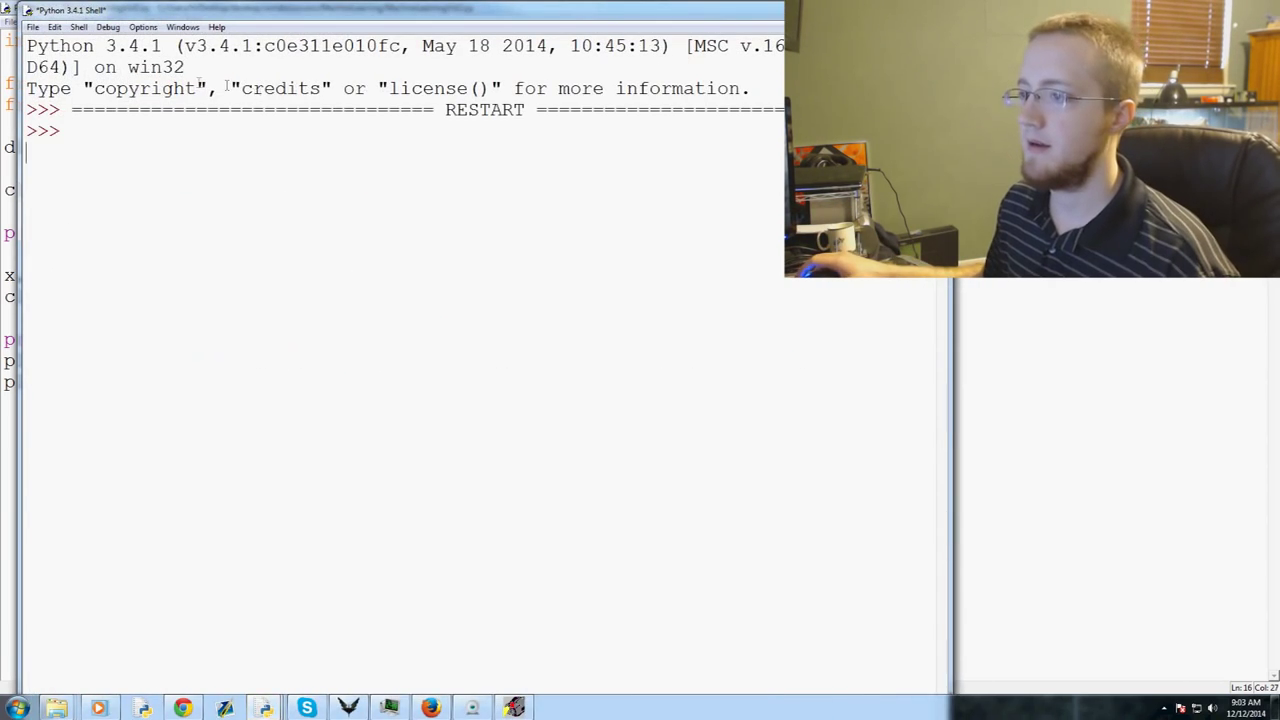 *Python 3.4.1 Shell*
File Edit Shell Debug Options Windows Help
Python 3.4.1 (v3.4.1:c0e311e010fc, May 18 2014, 10:45:13) [MSC v.16
D64)] on win32
Type "copyright", "credits" or "license()" for more information.
>>> ================================ RESTART ==========================
>>>
d
c
p
x
c
p
p
p
Ln: 16 Col: 27
9:03 AM
12/12/2014